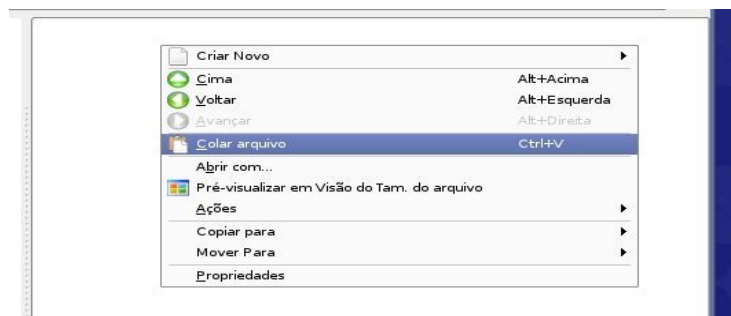 Criar Novo
Cima Alt+Acima
Voltar Alt+Esquerda
Avançar Alt+Direita
Colar arquivo Ctrl+V
Abrir com...
Pré-visualizar em Visão do Tam. do arquivo
Ações
Copiar para
Mover Para
Propriedades